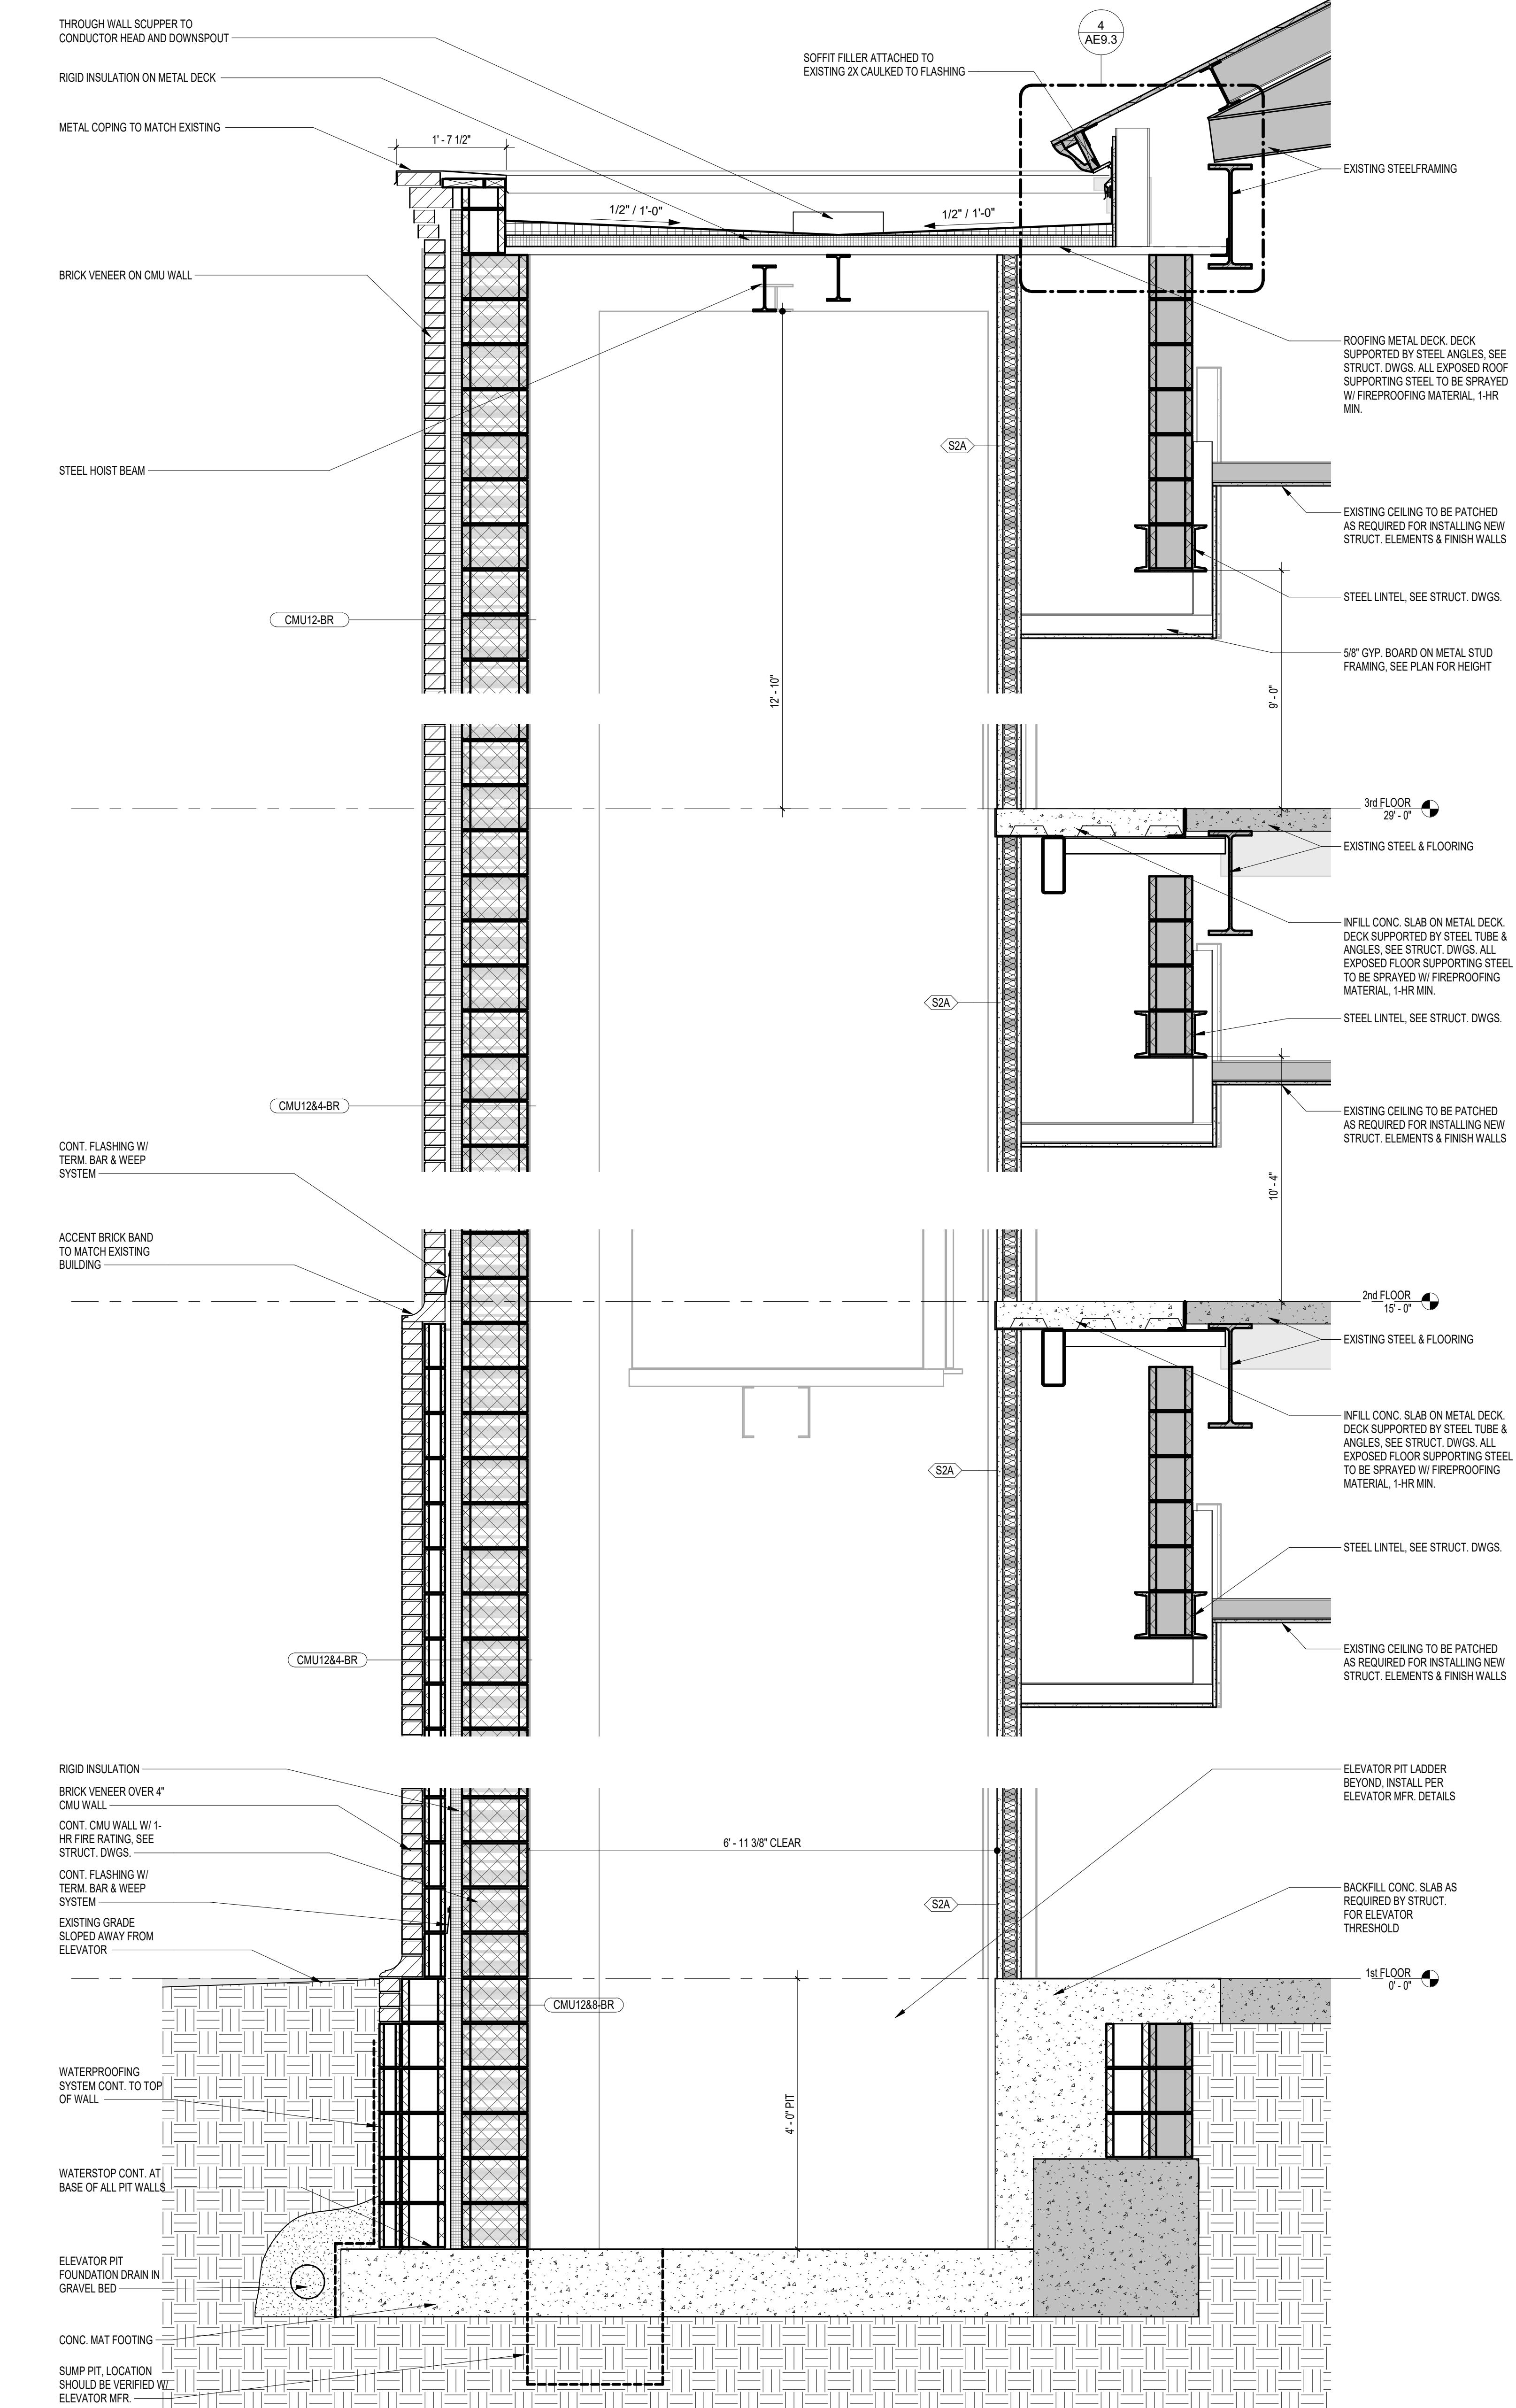 THROUGH WALL SCUPPER TO
CONDUCTOR HEAD AND DOWNSPOUT
RIGID INSULATION ON METAL DECK
METAL COPING TO MATCH EXISTING
1' - 7 1/2"
BRICK VENEER ON CMU WALL
STEEL HOIST BEAM
SOFFIT FILLER ATTACHED TO
EXISTING 2X CAULKED TO FLASHING
4
AE9.3
1/2" / 1'-0"
1/2" / 1'-0"
EXISTING STEELFRAMING
ROOFING METAL DECK. DECK
SUPPORTED BY STEEL ANGLES, SEE
STRUCT. DWGS. ALL EXPOSED ROOF
SUPPORTING STEEL TO BE SPRAYED
W/ FIREPROOFING MATERIAL, 1-HR
MIN.
S2A
EXISTING CEILING TO BE PATCHED
AS REQUIRED FOR INSTALLING NEW
STRUCT. ELEMENTS & FINISH WALLS
STEEL LINTEL, SEE STRUCT. DWGS.
CMU12-BR
5/8" GYP. BOARD ON METAL STUD
FRAMING, SEE PLAN FOR HEIGHT
12' - 10"
9' - 0"
3rd FLOOR
29' - 0"
EXISTING STEEL & FLOORING
INFILL CONC. SLAB ON METAL DECK.
DECK SUPPORTED BY STEEL TUBE &
ANGLES, SEE STRUCT. DWGS. ALL
EXPOSED FLOOR SUPPORTING STEEL
TO BE SPRAYED W/ FIREPROOFING
MATERIAL, 1-HR MIN.
S2A
STEEL LINTEL, SEE STRUCT. DWGS.
CMU12&4-BR
EXISTING CEILING TO BE PATCHED
AS REQUIRED FOR INSTALLING NEW
STRUCT. ELEMENTS & FINISH WALLS
CONT. FLASHING W/
TERM. BAR & WEEP
SYSTEM
10' - 4"
ACCENT BRICK BAND
TO MATCH EXISTING
BUILDING
2nd FLOOR
15' - 0"
EXISTING STEEL & FLOORING
INFILL CONC. SLAB ON METAL DECK.
DECK SUPPORTED BY STEEL TUBE &
ANGLES, SEE STRUCT. DWGS. ALL
EXPOSED FLOOR SUPPORTING STEEL
TO BE SPRAYED W/ FIREPROOFING
MATERIAL, 1-HR MIN.
S2A
STEEL LINTEL, SEE STRUCT. DWGS.
CMU12&4-BR
EXISTING CEILING TO BE PATCHED
AS REQUIRED FOR INSTALLING NEW
STRUCT. ELEMENTS & FINISH WALLS
RIGID INSULATION
BRICK VENEER OVER 4"
CMU WALL
CONT. CMU WALL W/ 1-
HR FIRE RATING, SEE
STRUCT. DWGS.
CONT. FLASHING W/
TERM. BAR & WEEP
SYSTEM
EXISTING GRADE
SLOPED AWAY FROM
ELEVATOR
6' - 11 3/8" CLEAR
S2A
ELEVATOR PIT LADDER
BEYOND, INSTALL PER
ELEVATOR MFR. DETAILS
BACKFILL CONC. SLAB AS
REQUIRED BY STRUCT.
FOR ELEVATOR
THRESHOLD
1st FLOOR
0' - 0"
CMU12&8-BR
4' - 0" PIT
WATERPROOFING
SYSTEM CONT. TO TOP
OF WALL
WATERSTOP CONT. AT
BASE OF ALL PIT WALLS
ELEVATOR PIT
FOUNDATION DRAIN IN
GRAVEL BED
CONC. MAT FOOTING
SUMP PIT, LOCATION
SHOULD BE VERIFIED W/
ELEVATOR MFR.